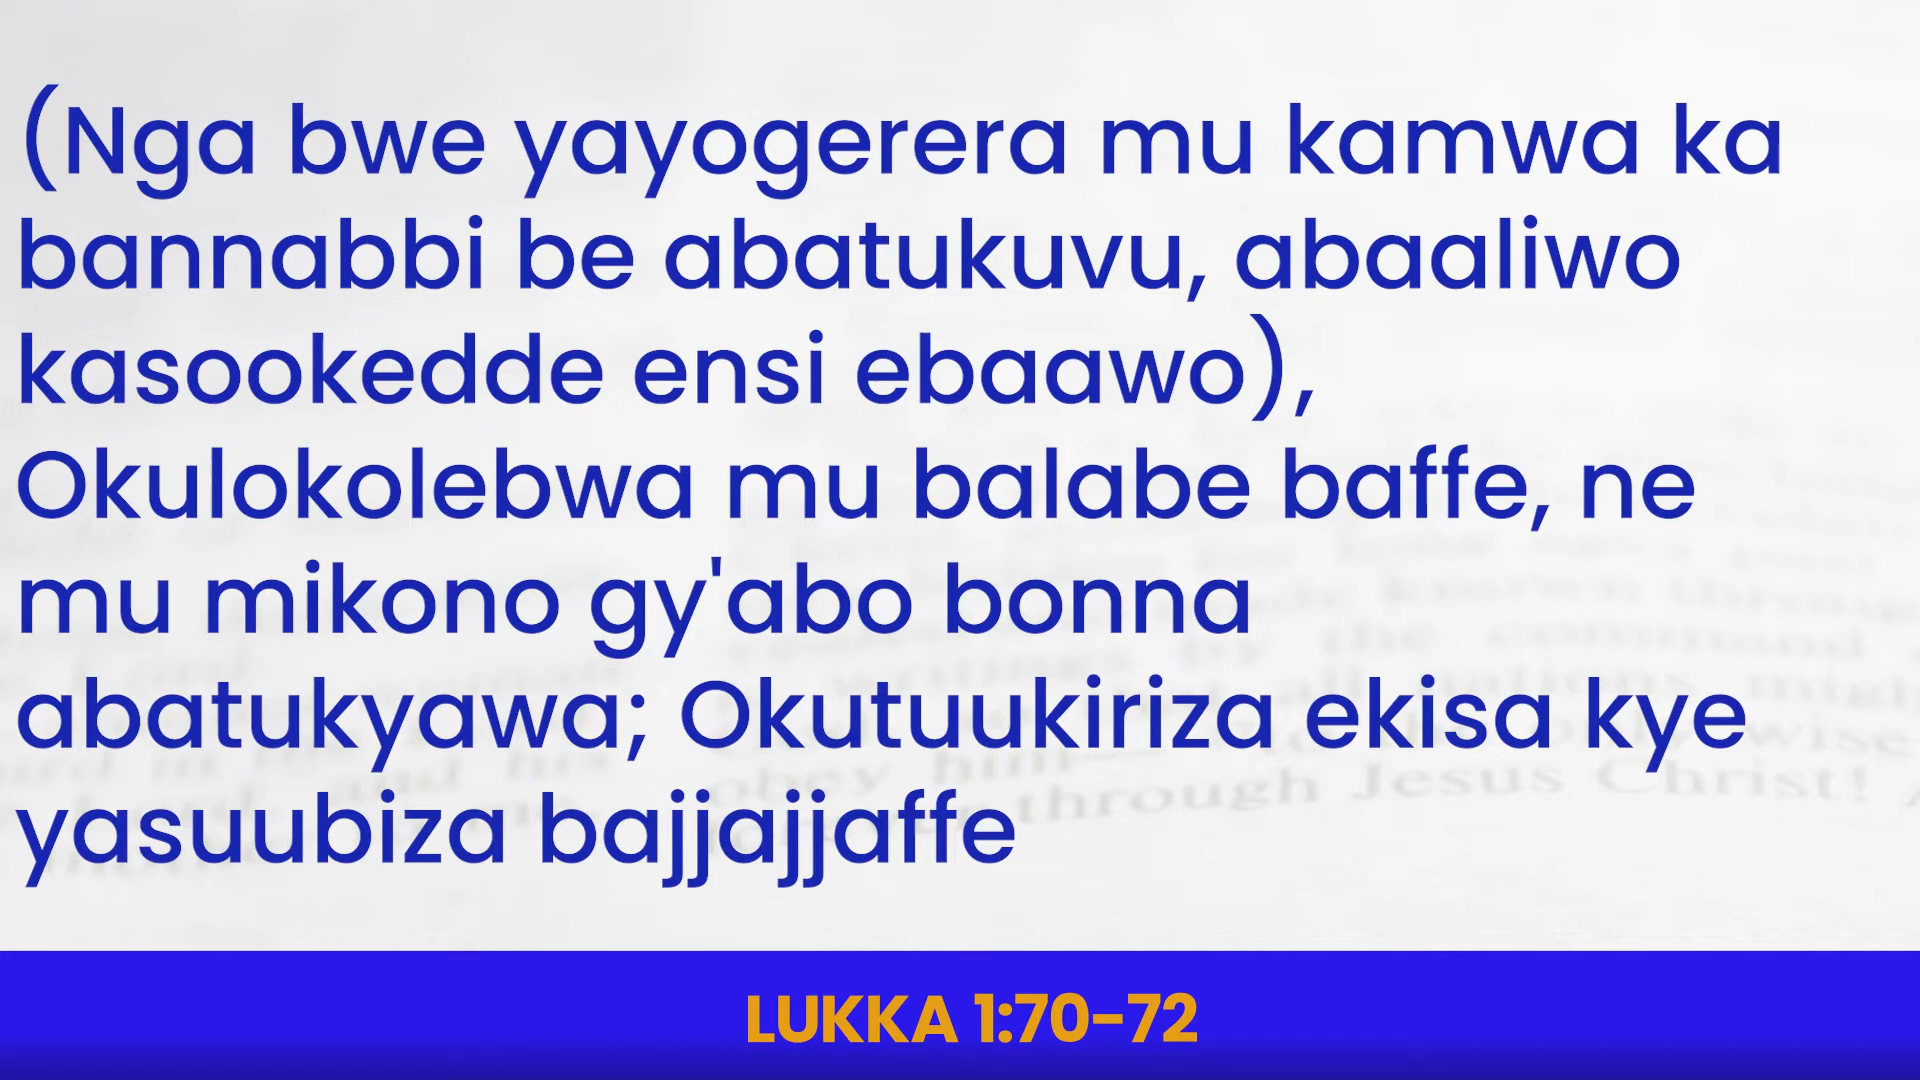 (Nga bwe yayogerera mu kamwa ka
bannabbi be abatukuvu, abaaliwo
kasookedde ensi ebaawo),
Okulokolebwa mu balabe baffe, ne
mu mikono gy'abo bonna
abatukyawa; Okutuukiriza ekisa kye
yasuubiza bajjajjaffe
LUKKA 1:70-72